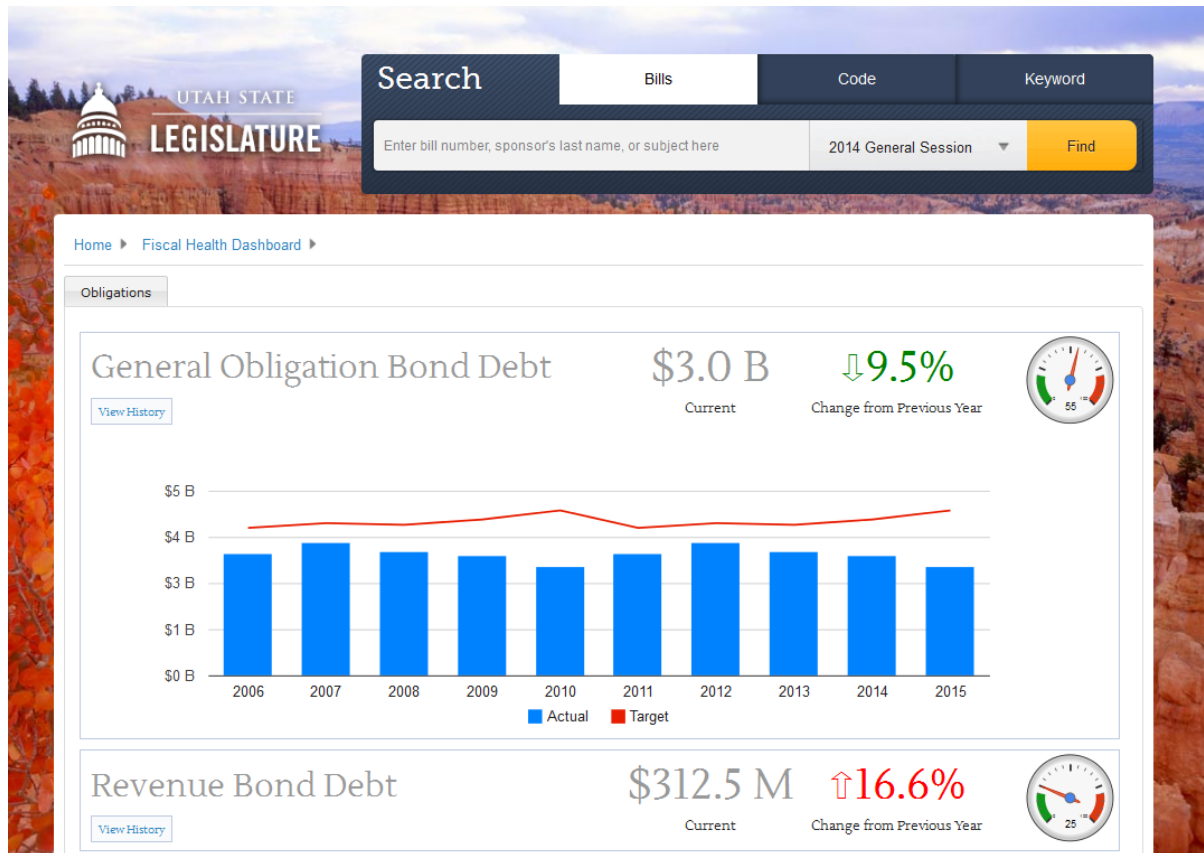 UTAH STATE
LEGISLATURE
Search
Bills
Code
Keyword
Enter bill number, sponsor's last name, or subject here
2014 General Session
Find
Home
Fiscal Health Dashboard
Obligations
General Obligation Bond Debt
$3.0 B
⇩9.5%
View History
Current
Change from Previous Year
55
$5 B
$4 B
$3 B
$1 B
$0 B
2006 2007 2008 2009 2010 2011 2012 2013 2014 2015
Actual Target
Revenue Bond Debt
$312.5 M
⇧16.6%
View History
Current
Change from Previous Year
25